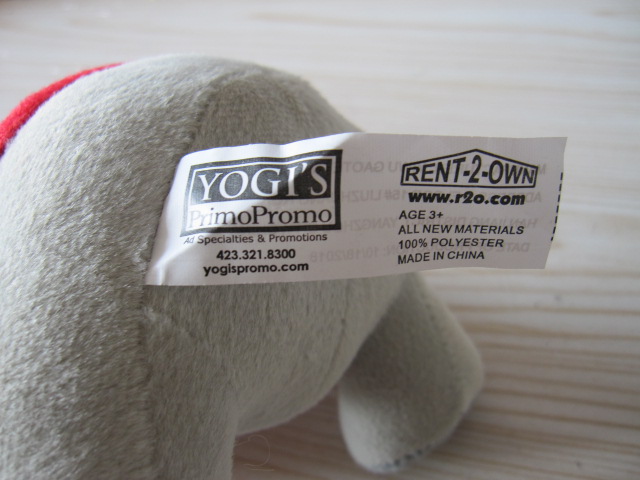 YOGI'S
PrimoPromo
Ad Specialties & Promotions
423.321.8300
yogispromo.com
RENT-2-OWN
www.r2o.com
AGE 3+
ALL NEW MATERIALS
100% POLYESTER
MADE IN CHINA